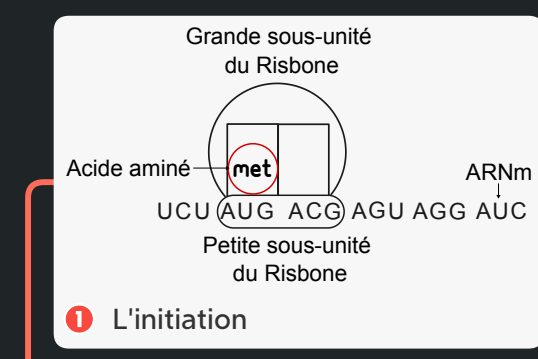 Grande sous-unité
du Risbone
Acide aminé
met
ARNm
UCU AUG ACG AGU AGG AUC
Petite sous-unité
du Risbone
1 L'initiation